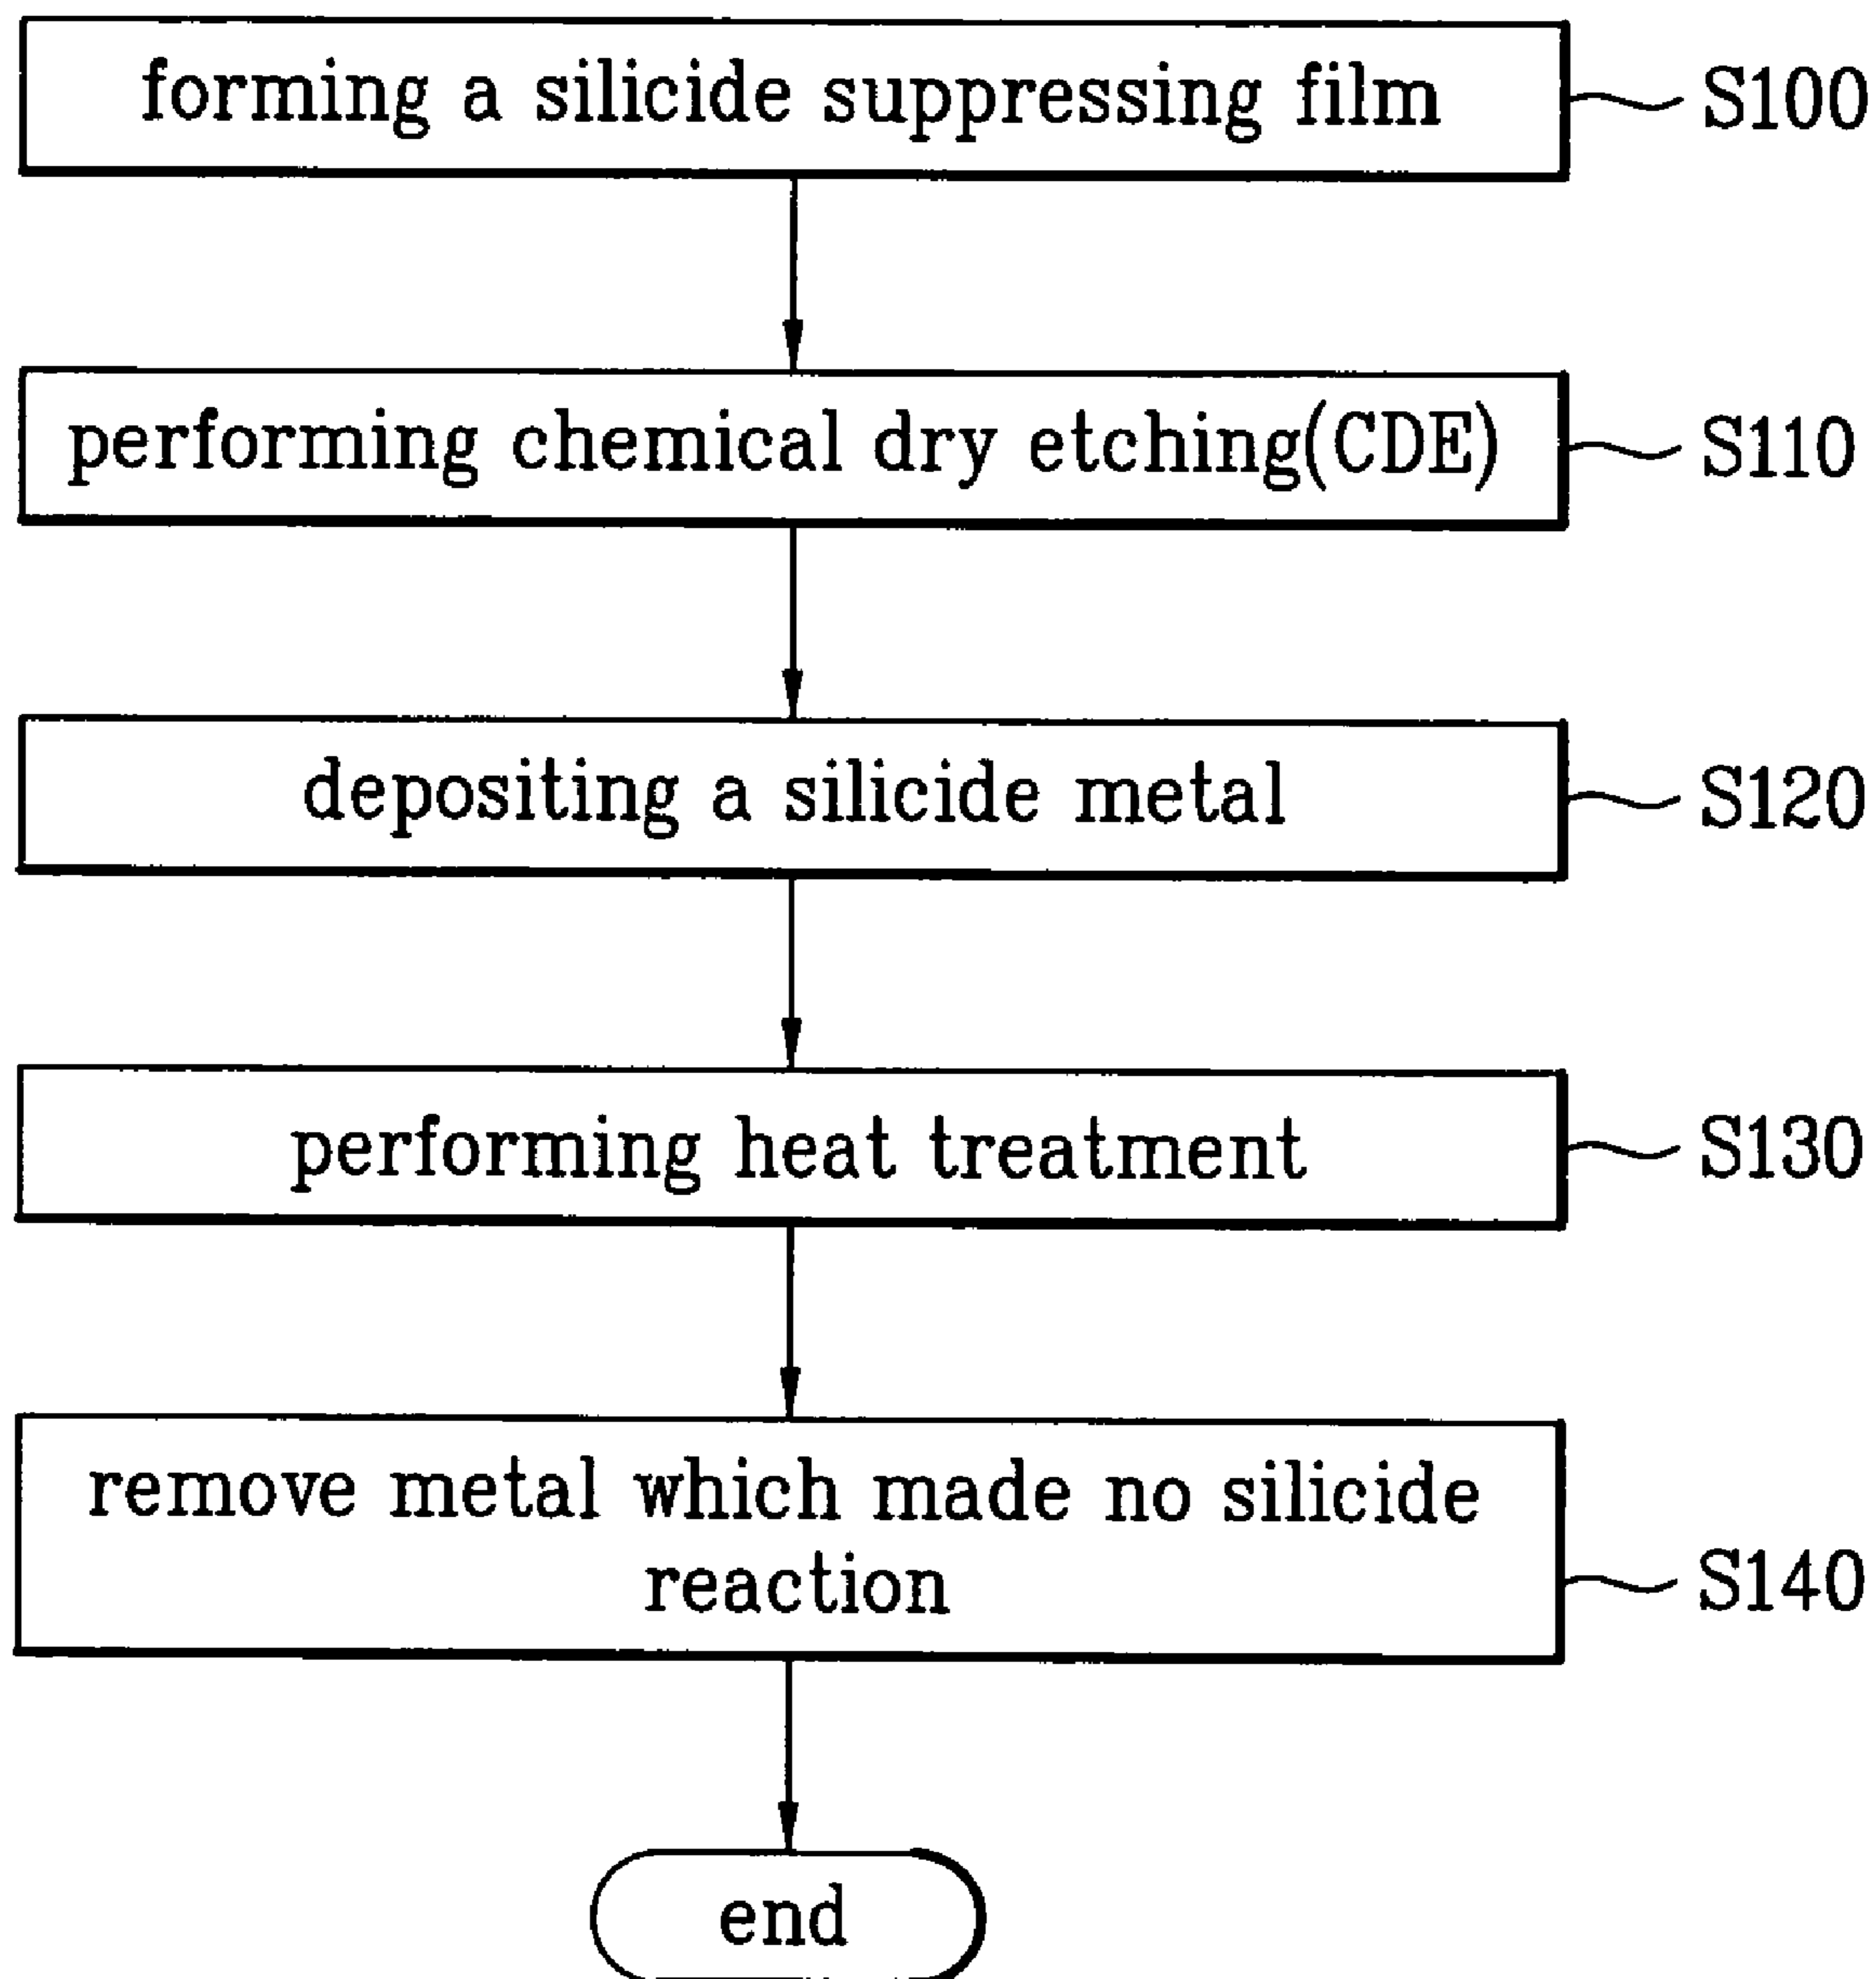 forming a silicide suppressing film
S100
performing chemical dry etching(CDE)
S110
depositing a silicide metal
S120
performing heat treatment
S130
remove metal which made no silicide
reaction
S140
end